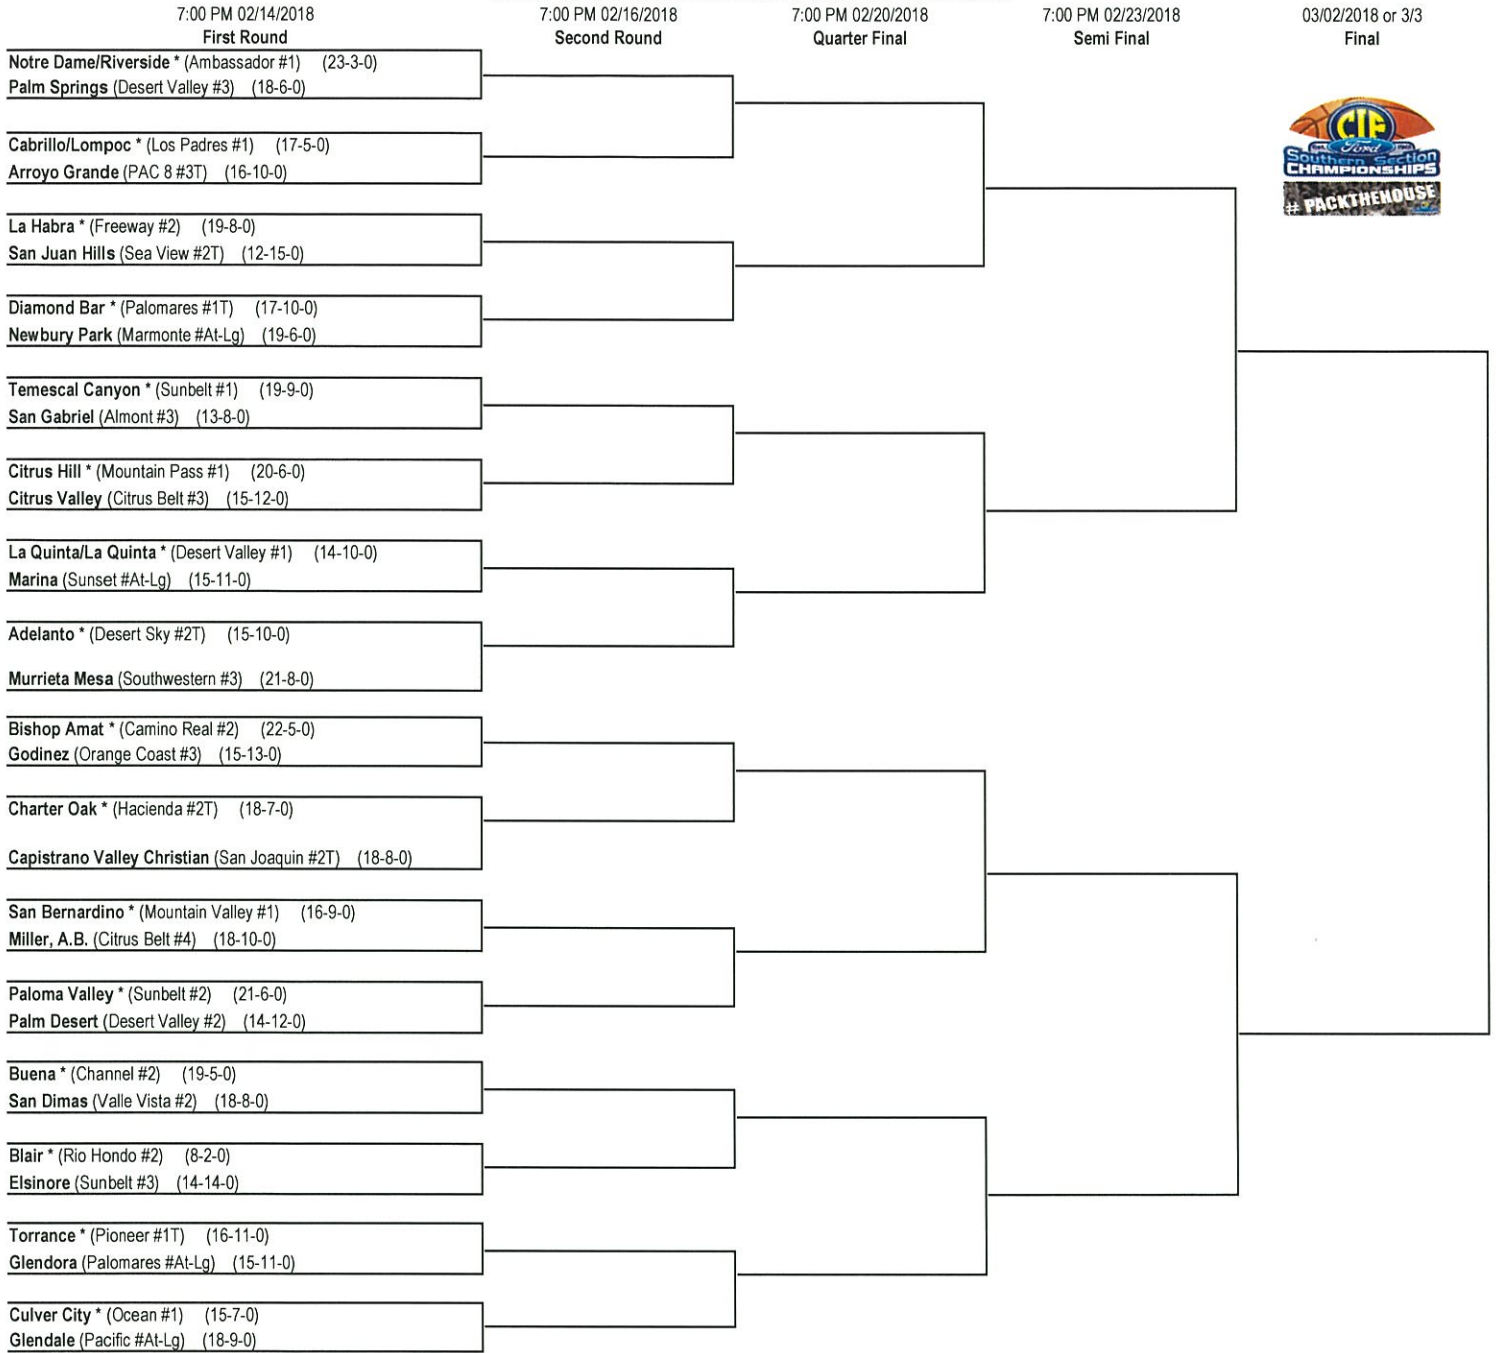 7:00 PM 02/14/2018
First Round
7:00 PM 02/16/2018
Second Round
7:00 PM 02/20/2018
Quarter Final
7:00 PM 02/23/2018
Semi Final
03/02/2018 or 3/3
Final
CIF
Ford
Southern Section
CHAMPIONSHIPS
# PACKTHEHOUSE
Notre Dame/Riverside * (Ambassador #1) (23-3-0)
Palm Springs (Desert Valley #3) (18-6-0)
Cabrillo/Lompoc * (Los Padres #1) (17-5-0)
Arroyo Grande (PAC 8 #3T) (16-10-0)
La Habra * (Freeway #2) (19-8-0)
San Juan Hills (Sea View #2T) (12-15-0)
Diamond Bar * (Palomares #1T) (17-10-0)
Newbury Park (Marmonte #At-Lg) (19-6-0)
Temescal Canyon * (Sunbelt #1) (19-9-0)
San Gabriel (Almont #3) (13-8-0)
Citrus Hill * (Mountain Pass #1) (20-6-0)
Citrus Valley (Citrus Belt #3) (15-12-0)
La Quinta/La Quinta * (Desert Valley #1) (14-10-0)
Marina (Sunset #At-Lg) (15-11-0)
Adelanto * (Desert Sky #2T) (15-10-0)
Murrieta Mesa (Southwestern #3) (21-8-0)
Bishop Amat * (Camino Real #2) (22-5-0)
Godinez (Orange Coast #3) (15-13-0)
Charter Oak * (Hacienda #2T) (18-7-0)
Capistrano Valley Christian (San Joaquin #2T) (18-8-0)
San Bernardino * (Mountain Valley #1) (16-9-0)
Miller, A.B. (Citrus Belt #4) (18-10-0)
Paloma Valley * (Sunbelt #2) (21-6-0)
Palm Desert (Desert Valley #2) (14-12-0)
Buena * (Channel #2) (19-5-0)
San Dimas (Valle Vista #2) (18-8-0)
Blair * (Rio Hondo #2) (8-2-0)
Elsinore (Sunbelt #3) (14-14-0)
Torrance * (Pioneer #1T) (16-11-0)
Glendora (Palomares #At-Lg) (15-11-0)
Culver City * (Ocean #1) (15-7-0)
Glendale (Pacific #At-Lg) (18-9-0)